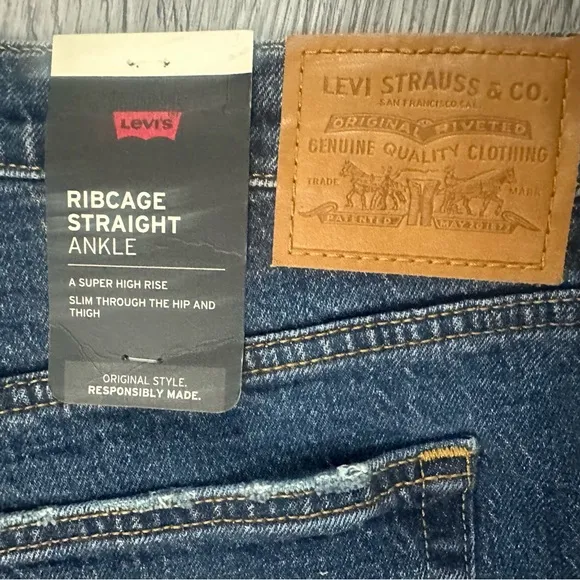 Levi's
RIBCAGE
STRAIGHT
ANKLE
A SUPER HIGH RISE
SLIM THROUGH THE HIP AND
THIGH
ORIGINAL STYLE.
RESPONSIBLY MADE.
LEVI STRAUSS & CO.
SAN FRANCISCO CAL.
ORIGINAL RIVETED
GENUINE QUALITY CLOTHING
TRADE MARK
PATENTED MAY 20 1873